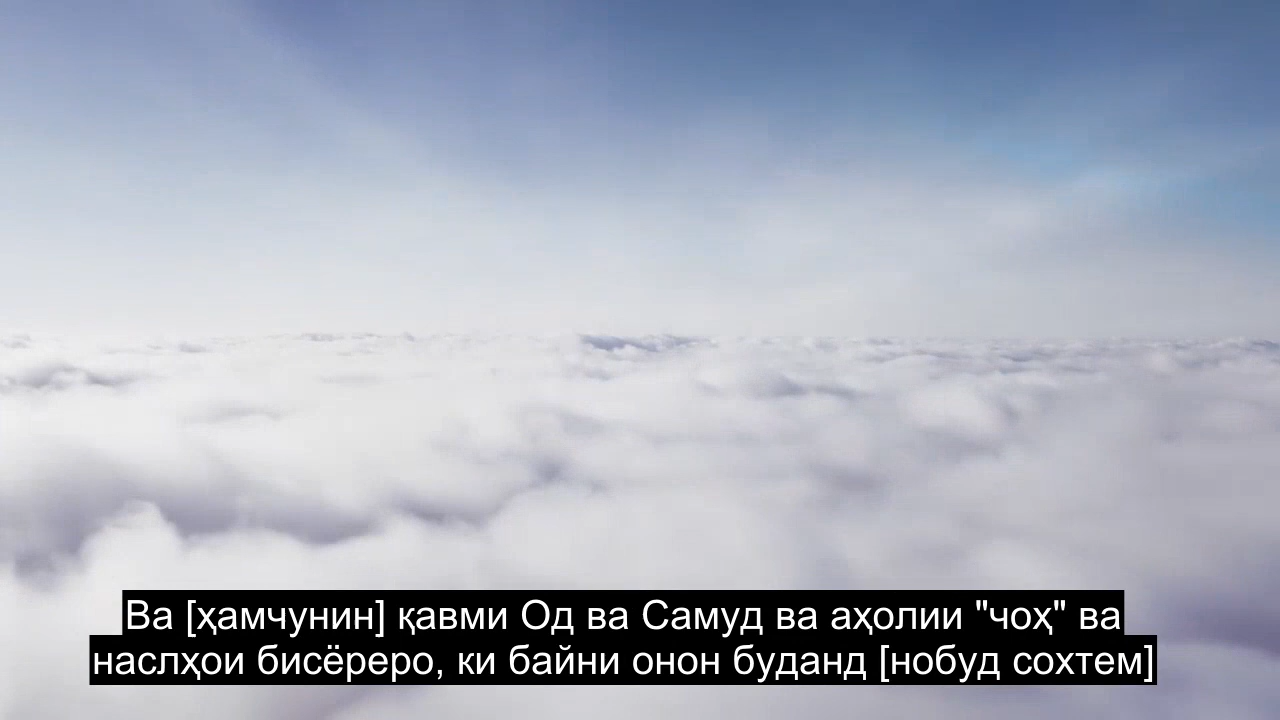 Ва [ҳамчунин] қавми Од ва Самуд ва аҳолии "чоҳ" ва
наслҳои бисёреро, ки байни онон буданд [нобуд сохтем]